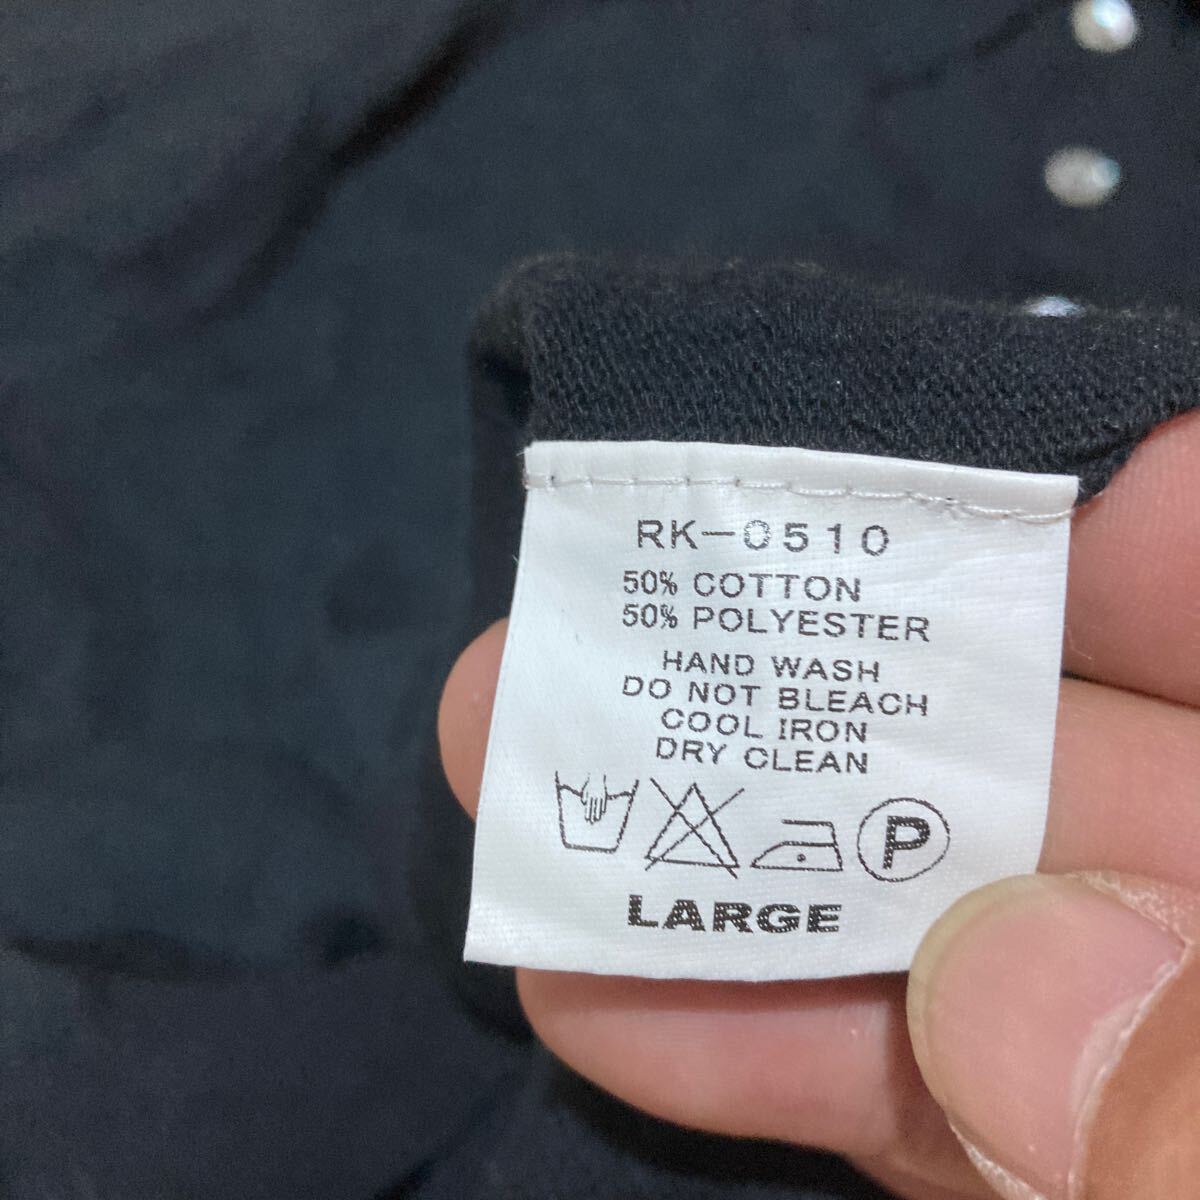 RK-0510
50% COTTON
50% POLYESTER
HAND WASH
DO NOT BLEACH
COOL IRON
DRY CLEAN
P
LARGE